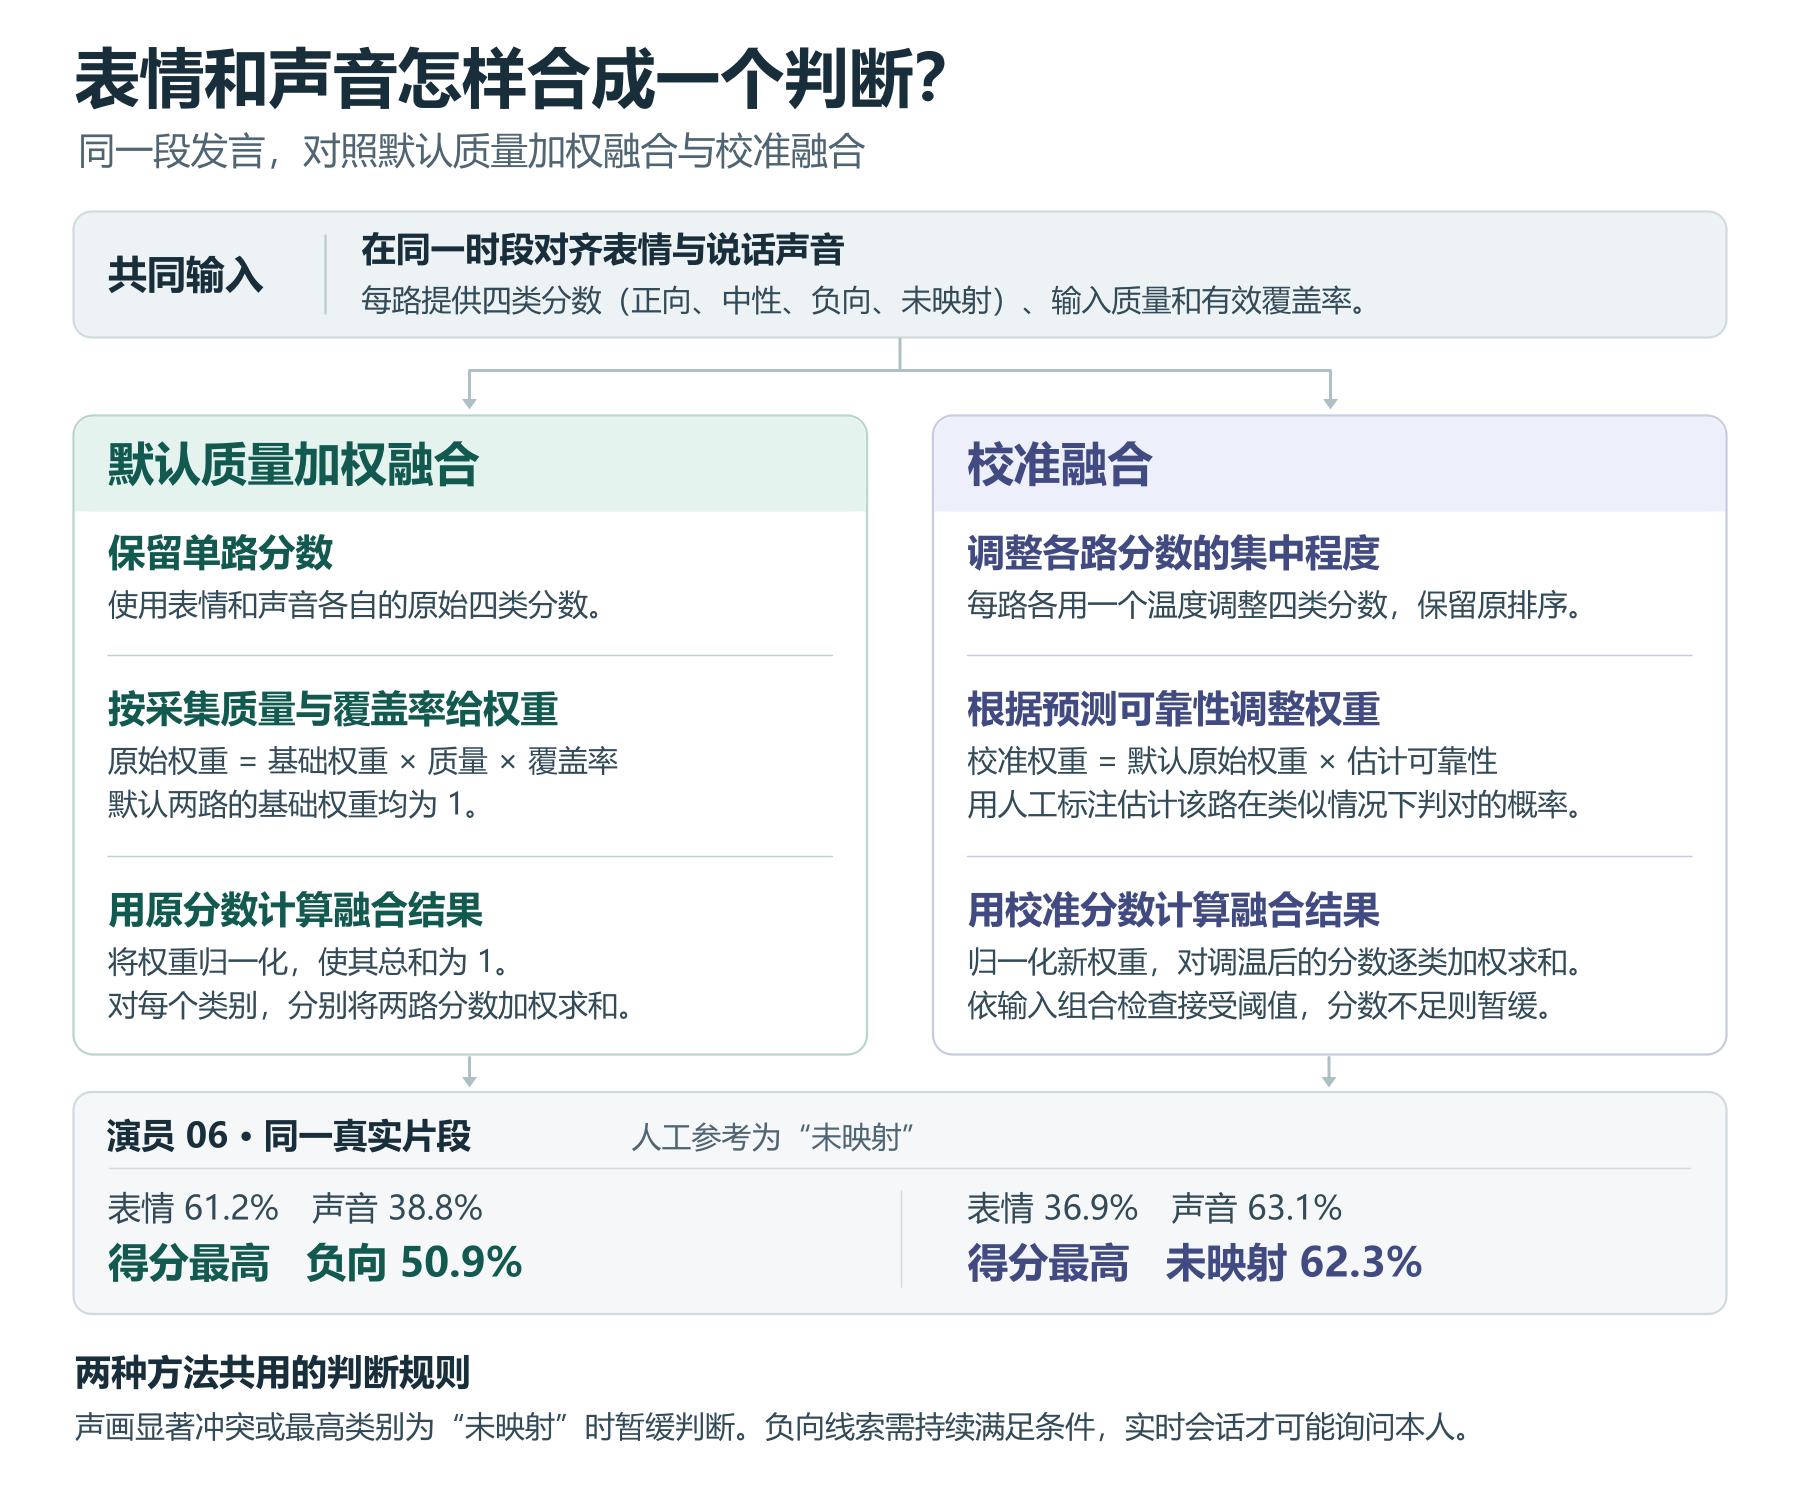 表情和声音怎样合成一个判断?
同一段发言，对照默认质量加权融合与校准融合
共同输入
在同一时段对齐表情与说话声音
每路提供四类分数（正向、中性、负向、未映射）、输入质量和有效覆盖率。
默认质量加权融合
保留单路分数
使用表情和声音各自的原始四类分数。
按采集质量与覆盖率给权重
原始权重 = 基础权重 × 质量 × 覆盖率
默认两路的基础权重均为 1。
用原分数计算融合结果
将权重归一化，使其总和为 1。
对每个类别，分别将两路分数加权求和。
校准融合
调整各路分数的集中程度
每路各用一个温度调整四类分数，保留原排序。
根据预测可靠性调整权重
校准权重 = 默认原始权重 × 估计可靠性
用人工标注估计该路在类似情况下判对的概率。
用校准分数计算融合结果
归一化新权重，对调温后的分数逐类加权求和。
依输入组合检查接受阈值，分数不足则暂缓。
演员 06 · 同一真实片段
人工参考为“未映射”
表情 61.2% 声音 38.8%
得分最高 负向 50.9%
表情 36.9% 声音 63.1%
得分最高 未映射 62.3%
两种方法共用的判断规则
声画显著冲突或最高类别为“未映射”时暂缓判断。负向线索需持续满足条件，实时会话才可能询问本人。